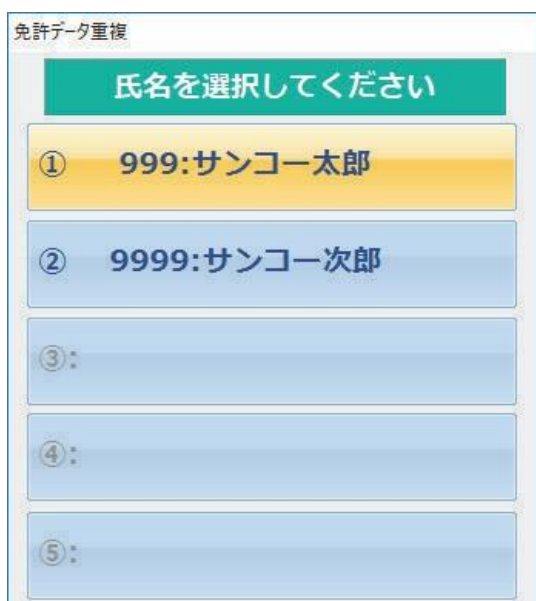 免許データ重複
氏名を選択してください
① 999:サンコー太郎
② 9999:サンコー次郎
③:
④:
⑤: